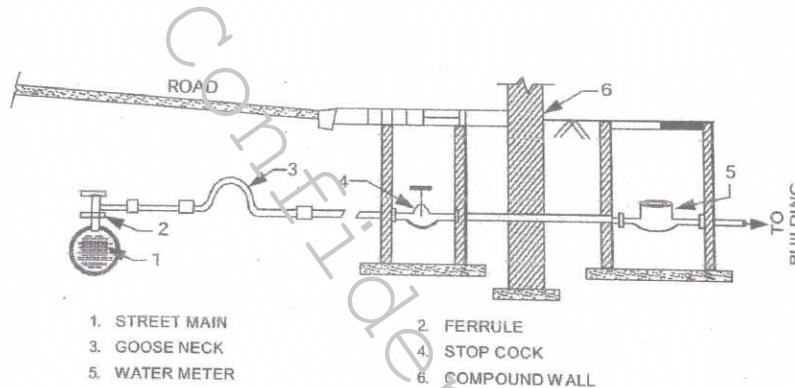 ROAD
6
3
4
5
2
1
TO
BUILDING
Confider
1. STREET MAIN
2. FERRULE
3. GOOSE NECK
4. STOP COCK
5. WATER METER
6. COMPOUND WALL